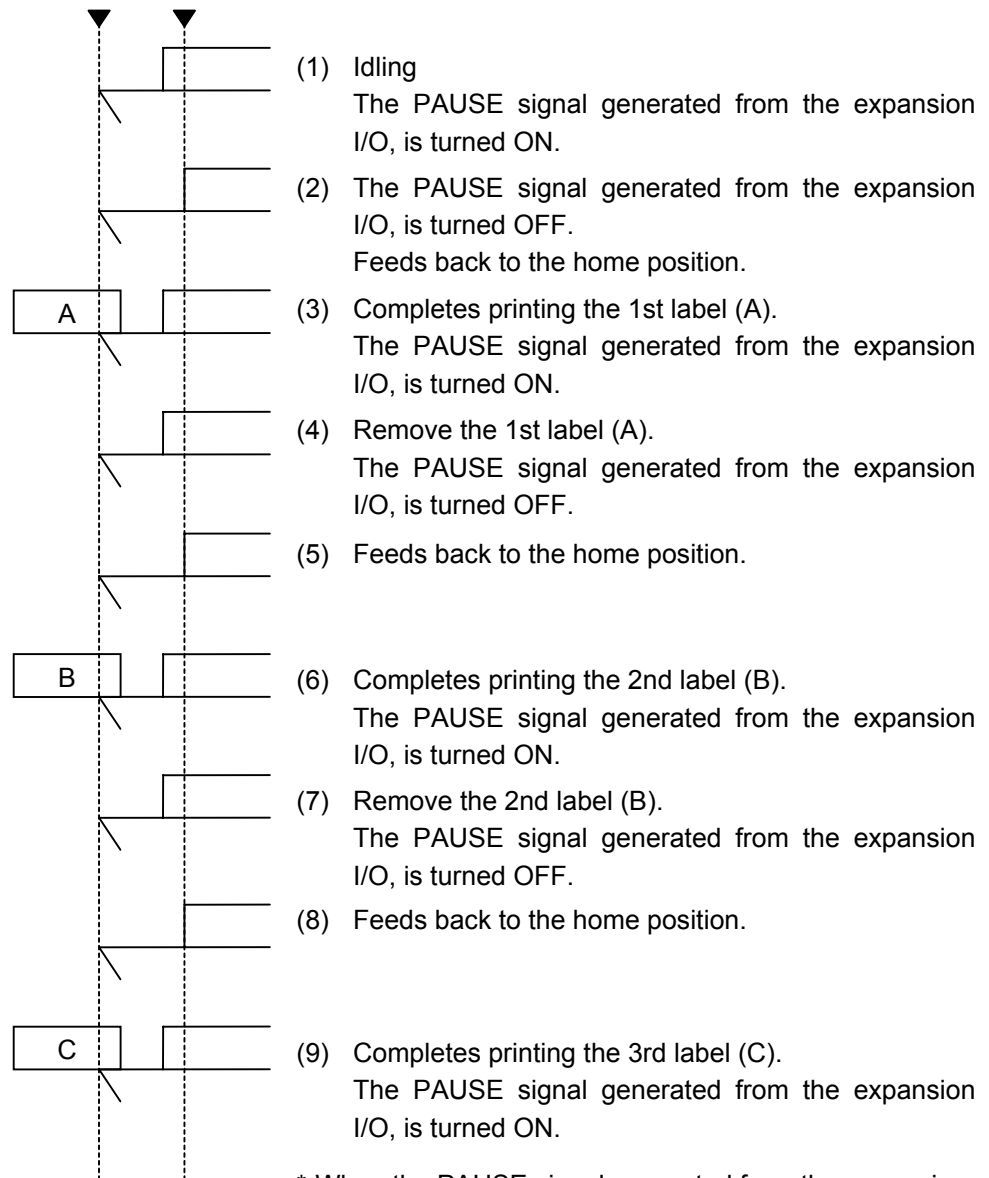 (1) Idling
The PAUSE signal generated from the expansion
I/O, is turned ON.
(2) The PAUSE signal generated from the expansion
I/O, is turned OFF.
Feeds back to the home position.
A
(3) Completes printing the 1st label (A).
The PAUSE signal generated from the expansion
I/O, is turned ON.
(4) Remove the 1st label (A).
The PAUSE signal generated from the expansion
I/O, is turned OFF.
(5) Feeds back to the home position.
B
(6) Completes printing the 2nd label (B).
The PAUSE signal generated from the expansion
I/O, is turned ON.
(7) Remove the 2nd label (B).
The PAUSE signal generated from the expansion
I/O, is turned OFF.
(8) Feeds back to the home position.
C
(9) Completes printing the 3rd label (C).
The PAUSE signal generated from the expansion
I/O, is turned ON.